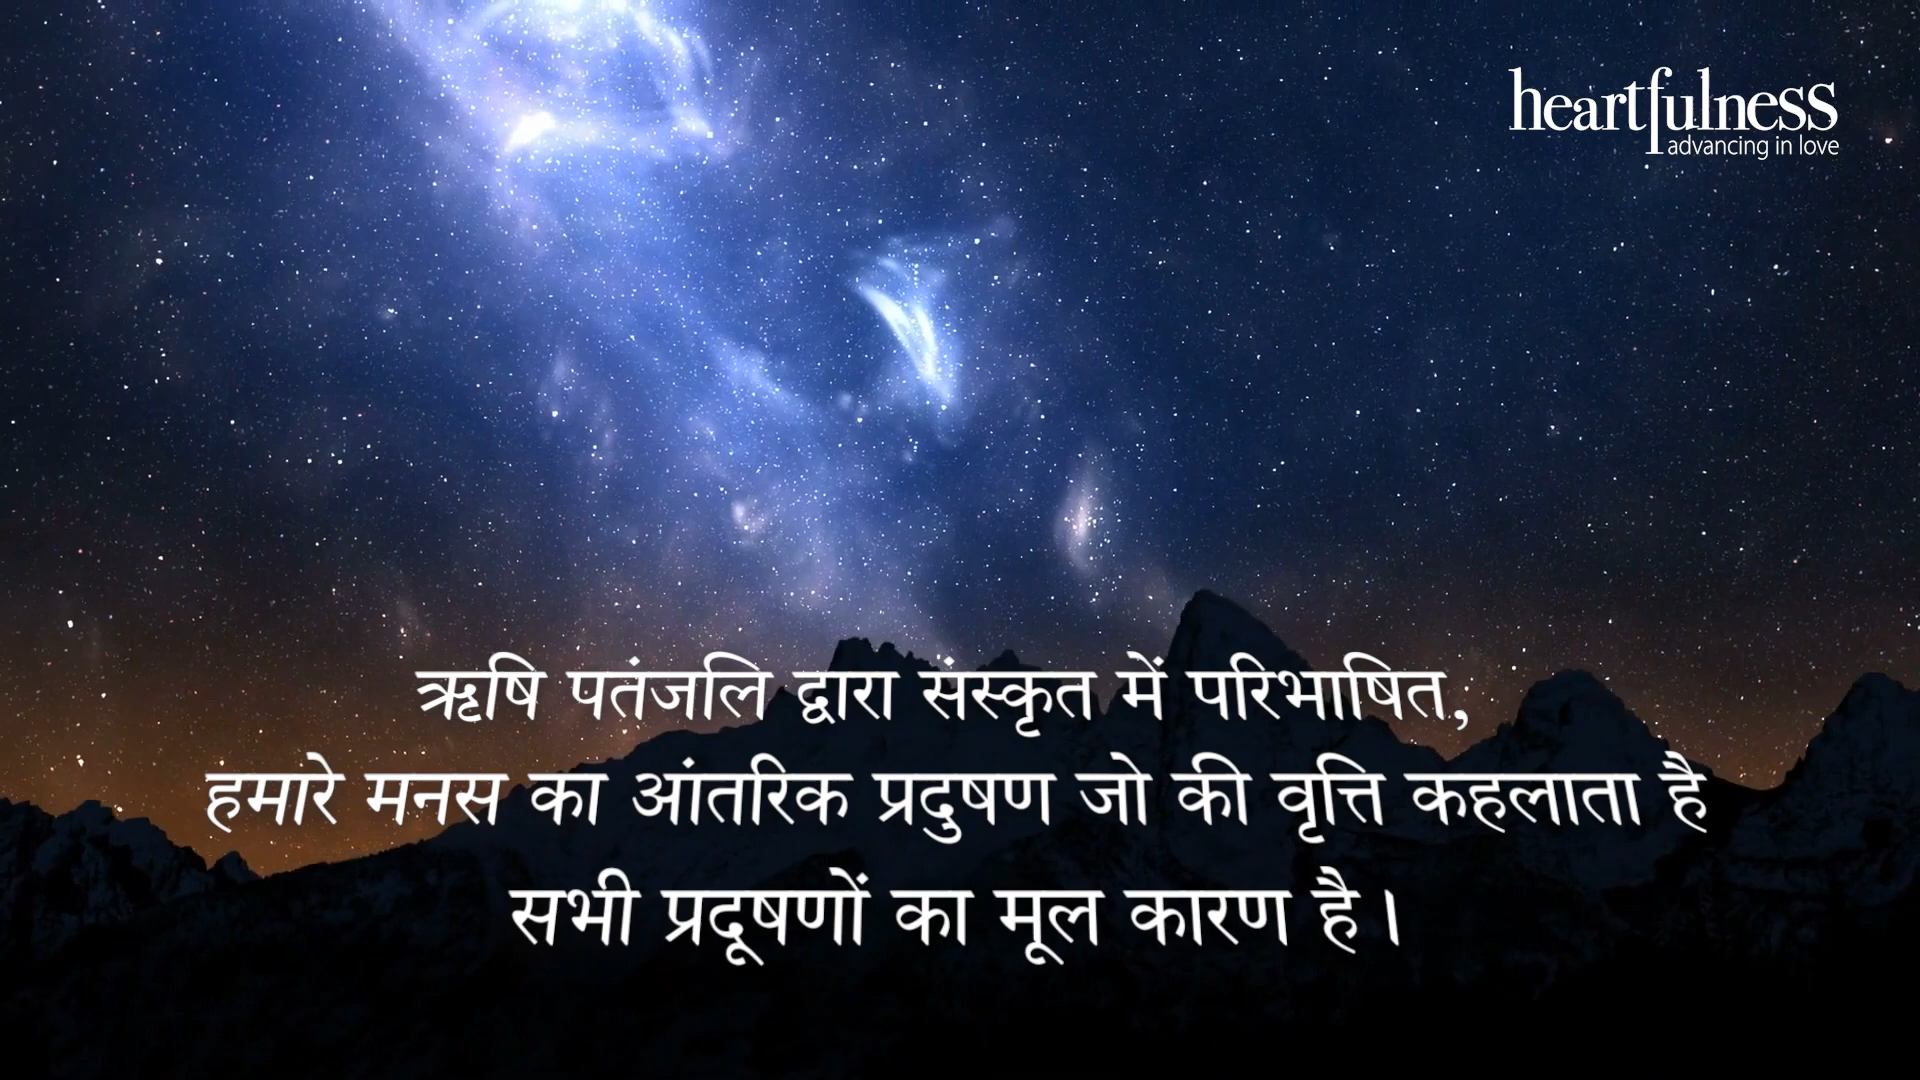 heartfulness
advancing in love
ऋषि पतंजलि द्वारा संस्कृत में परिभाषित,
हमारे मनस का आंतरिक प्रदुषण जो की वृत्ति कहलाता है
सभी प्रदूषणों का मूल कारण है।